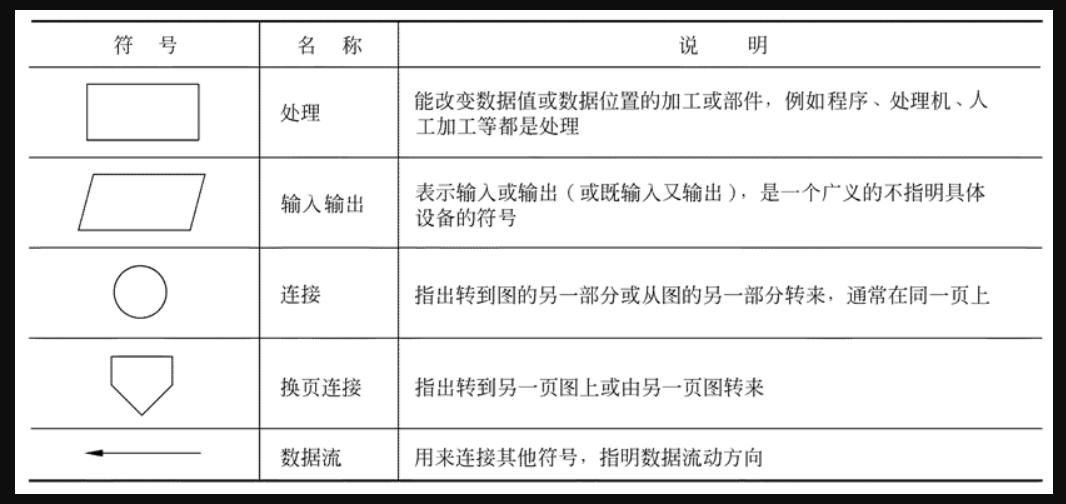 符 号 名 称 说 明
处理 能改变数据值或数据位置的加工或部件，例如程序、处理机、人
工加工等都是处理
输入输出 表示输入或输出（或既输入又输出），是一个广义的不指明具体
设备的符号
连接 指出转到图的另一部分或从图的另一部分转来，通常在同一页上
换页连接 指出转到另一页图上或由另一页图转来
数据流 用来连接其他符号，指明数据流动方向